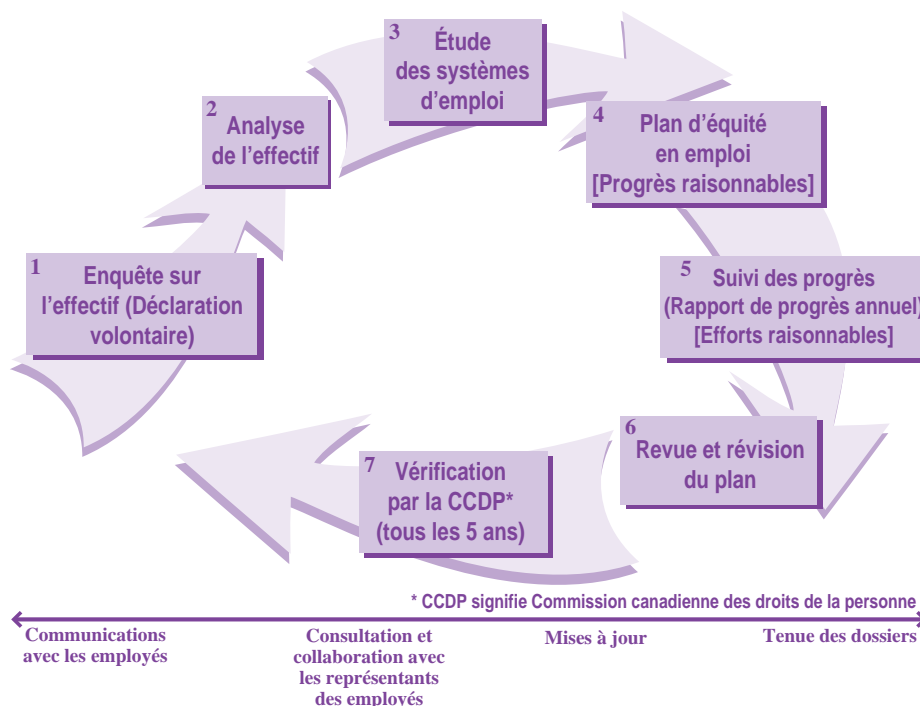 1
Enquête sur
l'effectif (Déclaration
volontaire)
2
Analyse
de l'effectif
3
Étude
des systèmes
d'emploi
4
Plan d'équité
en emploi
[Progrès raisonnables]
5
Suivi des progrès
(Rapport de progrès annuel)
[Efforts raisonnables]
6
Revue et révision
du plan
7
Vérification
par la CCDP*
(tous les 5 ans)
* CCDP signifie Commission canadienne des droits de la personne
Communications
avec les employés
Consultation et
collaboration avec
les représentants
des employés
Mises à jour
Tenue des dossiers